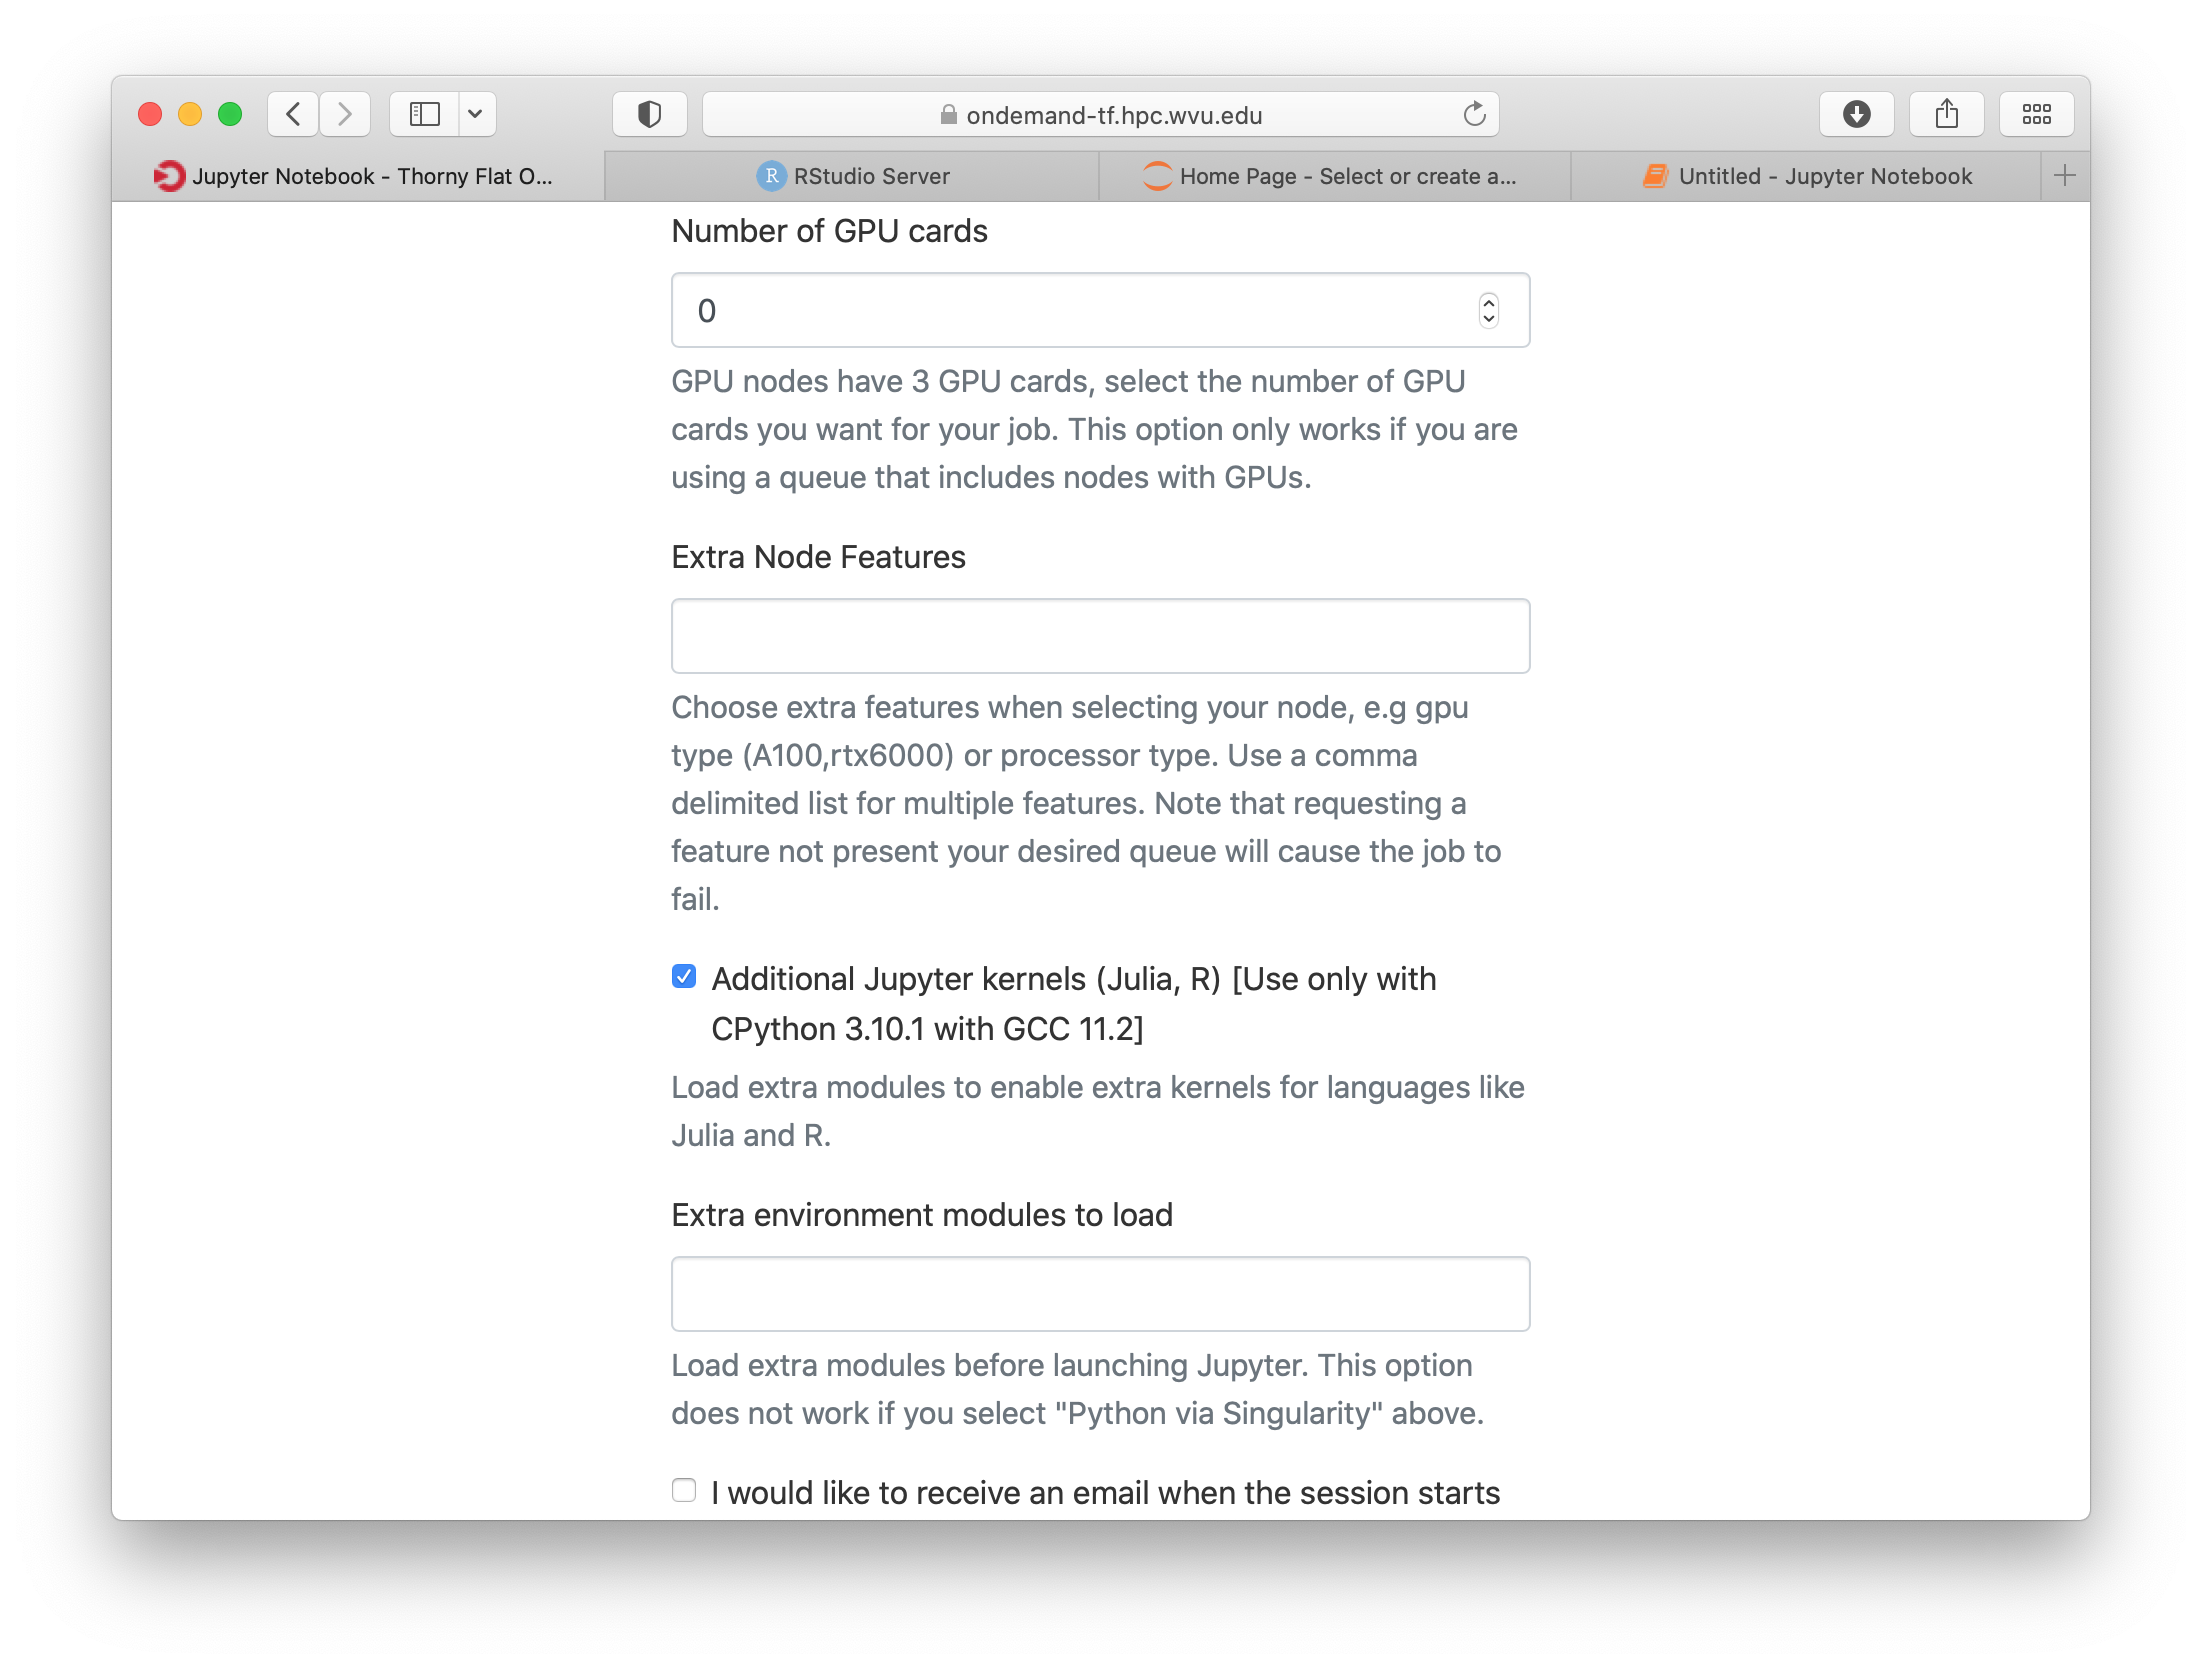 ondemand-tf.hpc.wvu.edu
Jupyter Notebook - Thorny Flat O...
R RStudio Server
Home Page - Select or create a...
Untitled - Jupyter Notebook
Number of GPU cards
0
GPU nodes have 3 GPU cards, select the number of GPU
cards you want for your job. This option only works if you are
using a queue that includes nodes with GPUs.
Extra Node Features
Choose extra features when selecting your node, e.g gpu
type (A100,rtx6000) or processor type. Use a comma
delimited list for multiple features. Note that requesting a
feature not present your desired queue will cause the job to
fail.
Additional Jupyter kernels (Julia, R) [Use only with
CPython 3.10.1 with GCC 11.2]
Load extra modules to enable extra kernels for languages like
Julia and R.
Extra environment modules to load
Load extra modules before launching Jupyter. This option
does not work if you select "Python via Singularity" above.
I would like to receive an email when the session starts